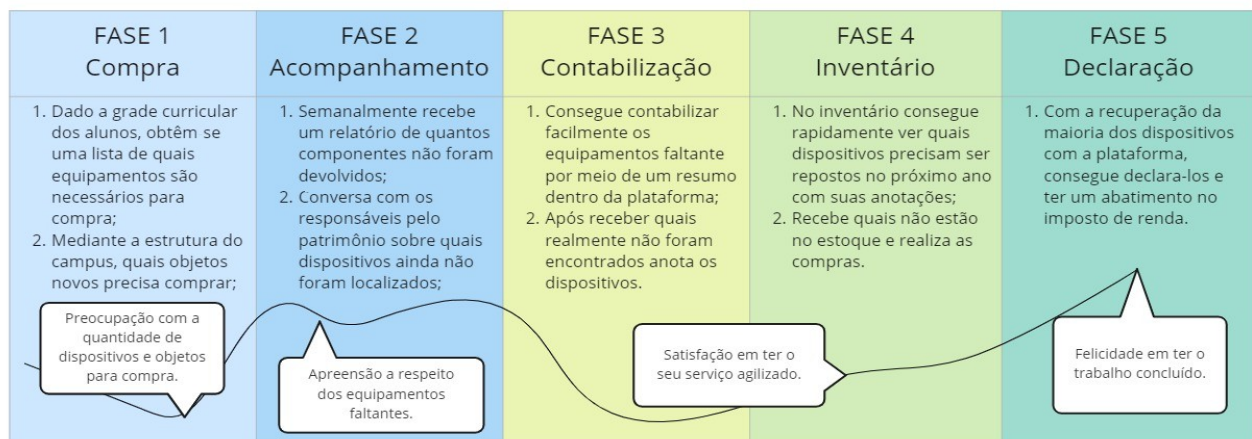 FASE 1
Compra
1. Dado a grade curricular
dos alunos, obtêm se
uma lista de quais
equipamentos são
necessários para
compra;
2. Mediante a estrutura do
campus, quais objetos
novos precisa comprar;
Preocupação com a
quantidade de
dispositivos e objetos
para compra.
FASE 2
Acompanhamento
1. Semanalmente recebe
um relatório de quantos
componentes não foram
devolvidos;
2. Conversa com os
responsáveis pelo
patrimônio sobre quais
dispositivos ainda não
foram localizados;
Apreensão a respeito
dos equipamentos
faltantes.
FASE 3
Contabilização
1. Consegue contabilizar
facilmente os
equipamentos faltante
por meio de um resumo
dentro da plataforma;
2. Após receber quais
realmente não foram
encontrados anota os
dispositivos.
Satisfação em ter o
seu serviço agilizado.
FASE 4
Inventário
1. No inventário consegue
rapidamente ver quais
dispositivos precisam ser
repostos no próximo ano
com suas anotações;
2. Recebe quais não estão
no estoque e realiza as
compras.
FASE 5
Declaração
1. Com a recuperação da
maioria dos dispositivos
com a plataforma,
consegue declara-los e
ter um abatimento no
imposto de renda.
Felicidade em ter o
trabalho concluído.